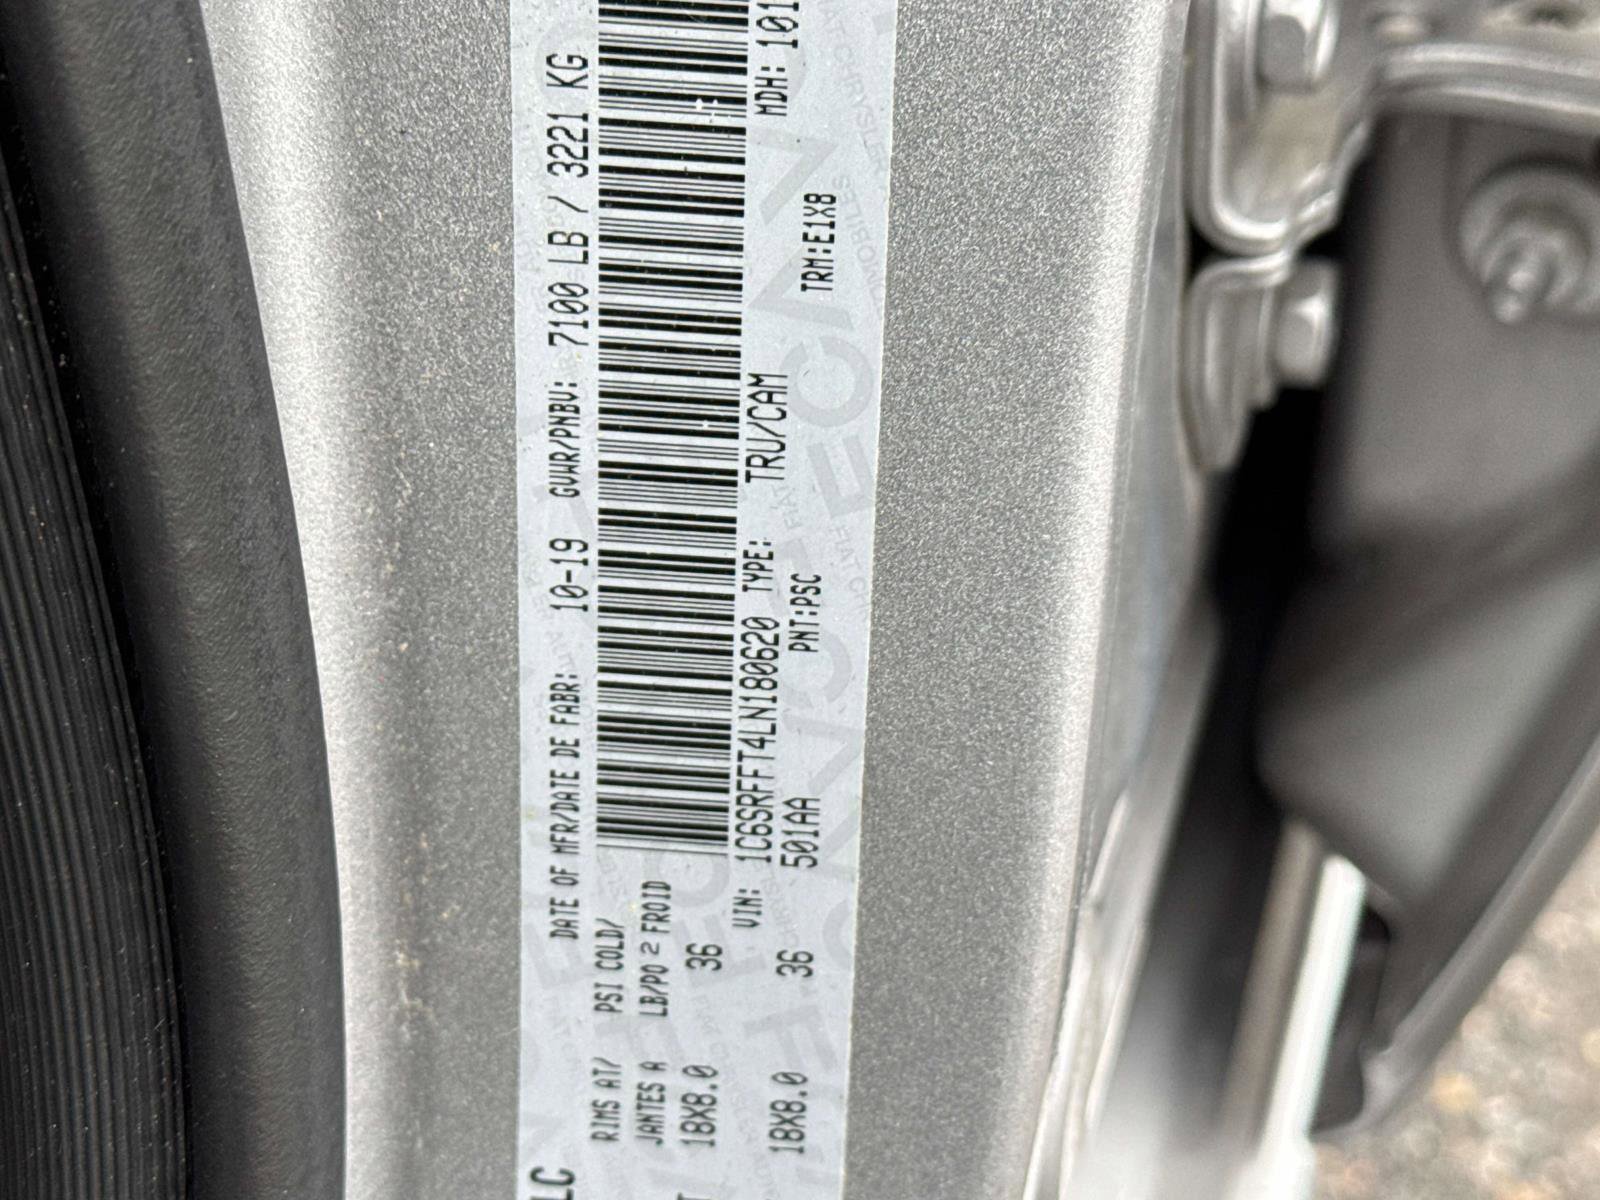 LC
DATE OF MFR/DATE DE FABR: 10-19 GVWR/PNBV: 7100 LB / 3221 KG
RIMS AT/ PSI COLD/
JANTES A LB/PO 2 FROID
18X8.0 36
VIN: 1C6SRFFT4LN180620 TYPE: TRU/CAM MDH: 101
T 18X8.0 36 501AA PNT:PSC TRM:E1X8